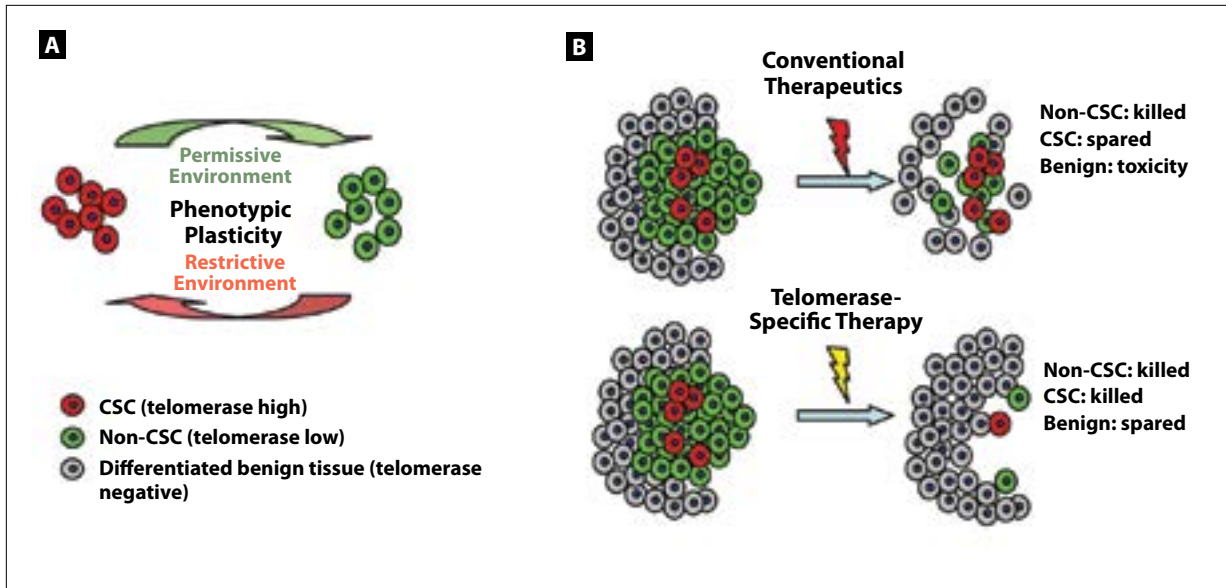 A
Permissive
Environment
Phenotypic
Plasticity
Restrictive
Environment
CSC (telomerase high)
Non-CSC (telomerase low)
Differentiated benign tissue (telomerase
negative)
B
Conventional
Therapeutics
Non-CSC: killed
CSC: spared
Benign: toxicity
Telomerase-
Specific Therapy
Non-CSC: killed
CSC: killed
Benign: spared